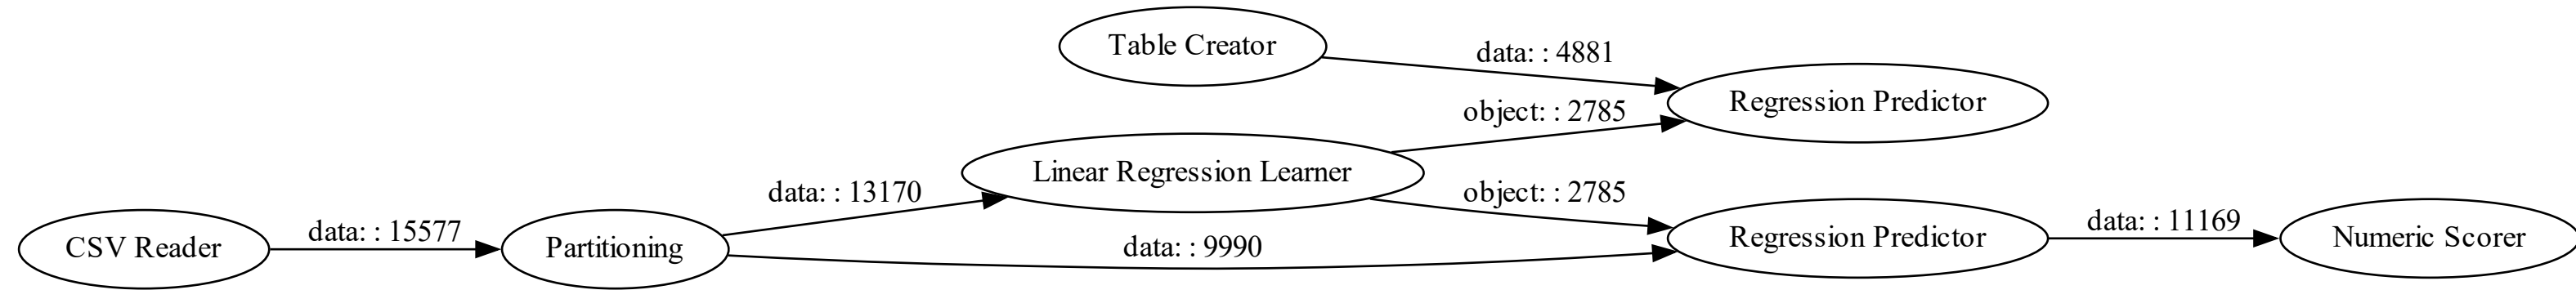 Table Creator
data: : 4881
Regression Predictor
object: : 2785
Linear Regression Learner
data: : 13170
object: : 2785
CSV Reader
data: : 15577
Partitioning
data: : 9990
Regression Predictor
data: : 11169
Numeric Scorer